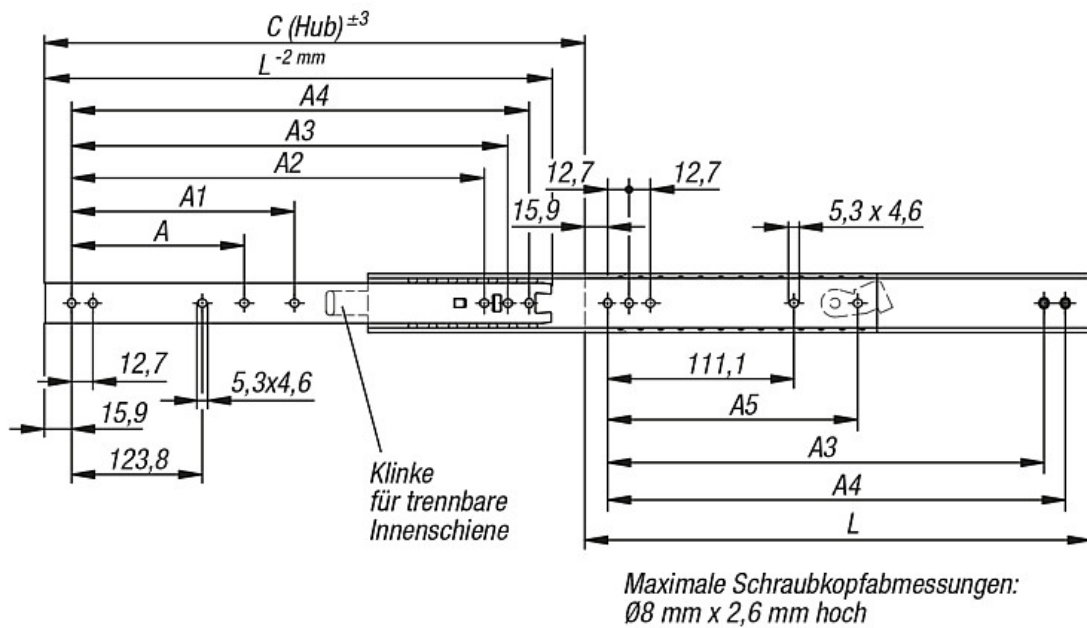 C (Hub) ±3
L -2 mm
A4
A3
A2
A1
A
12,7
12,7
15,9
5,3 x 4,6
12,7
15,9
123,8
5,3x4,6
111,1
A5
A3
A4
L
Klinke
für trennbare
Innenschiene
Maximale Schraubkopfabmessungen:
Ø8 mm x 2,6 mm hoch